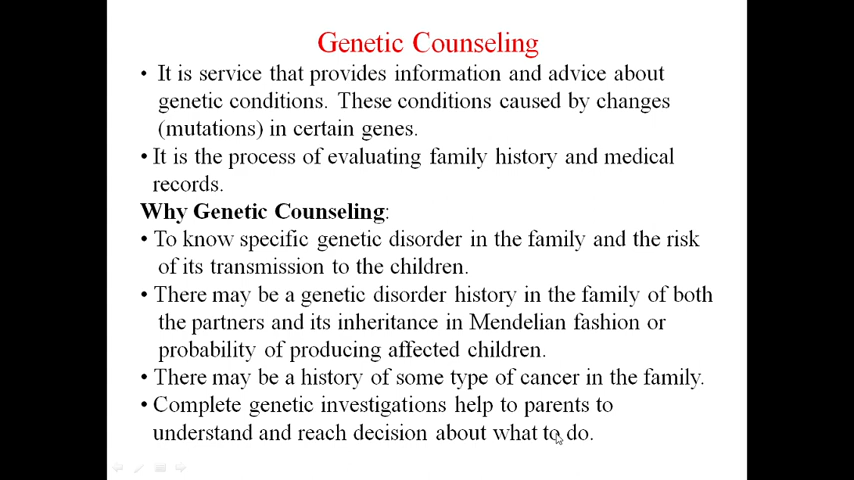 Genetic Counseling
• It is service that provides information and advice about
genetic conditions. These conditions caused by changes
(mutations) in certain genes.
• It is the process of evaluating family history and medical
records.
Why Genetic Counseling:
• To know specific genetic disorder in the family and the risk
of its transmission to the children.
• There may be a genetic disorder history in the family of both
the partners and its inheritance in Mendelian fashion or
probability of producing affected children.
• There may be a history of some type of cancer in the family.
• Complete genetic investigations help to parents to
understand and reach decision about what to do.